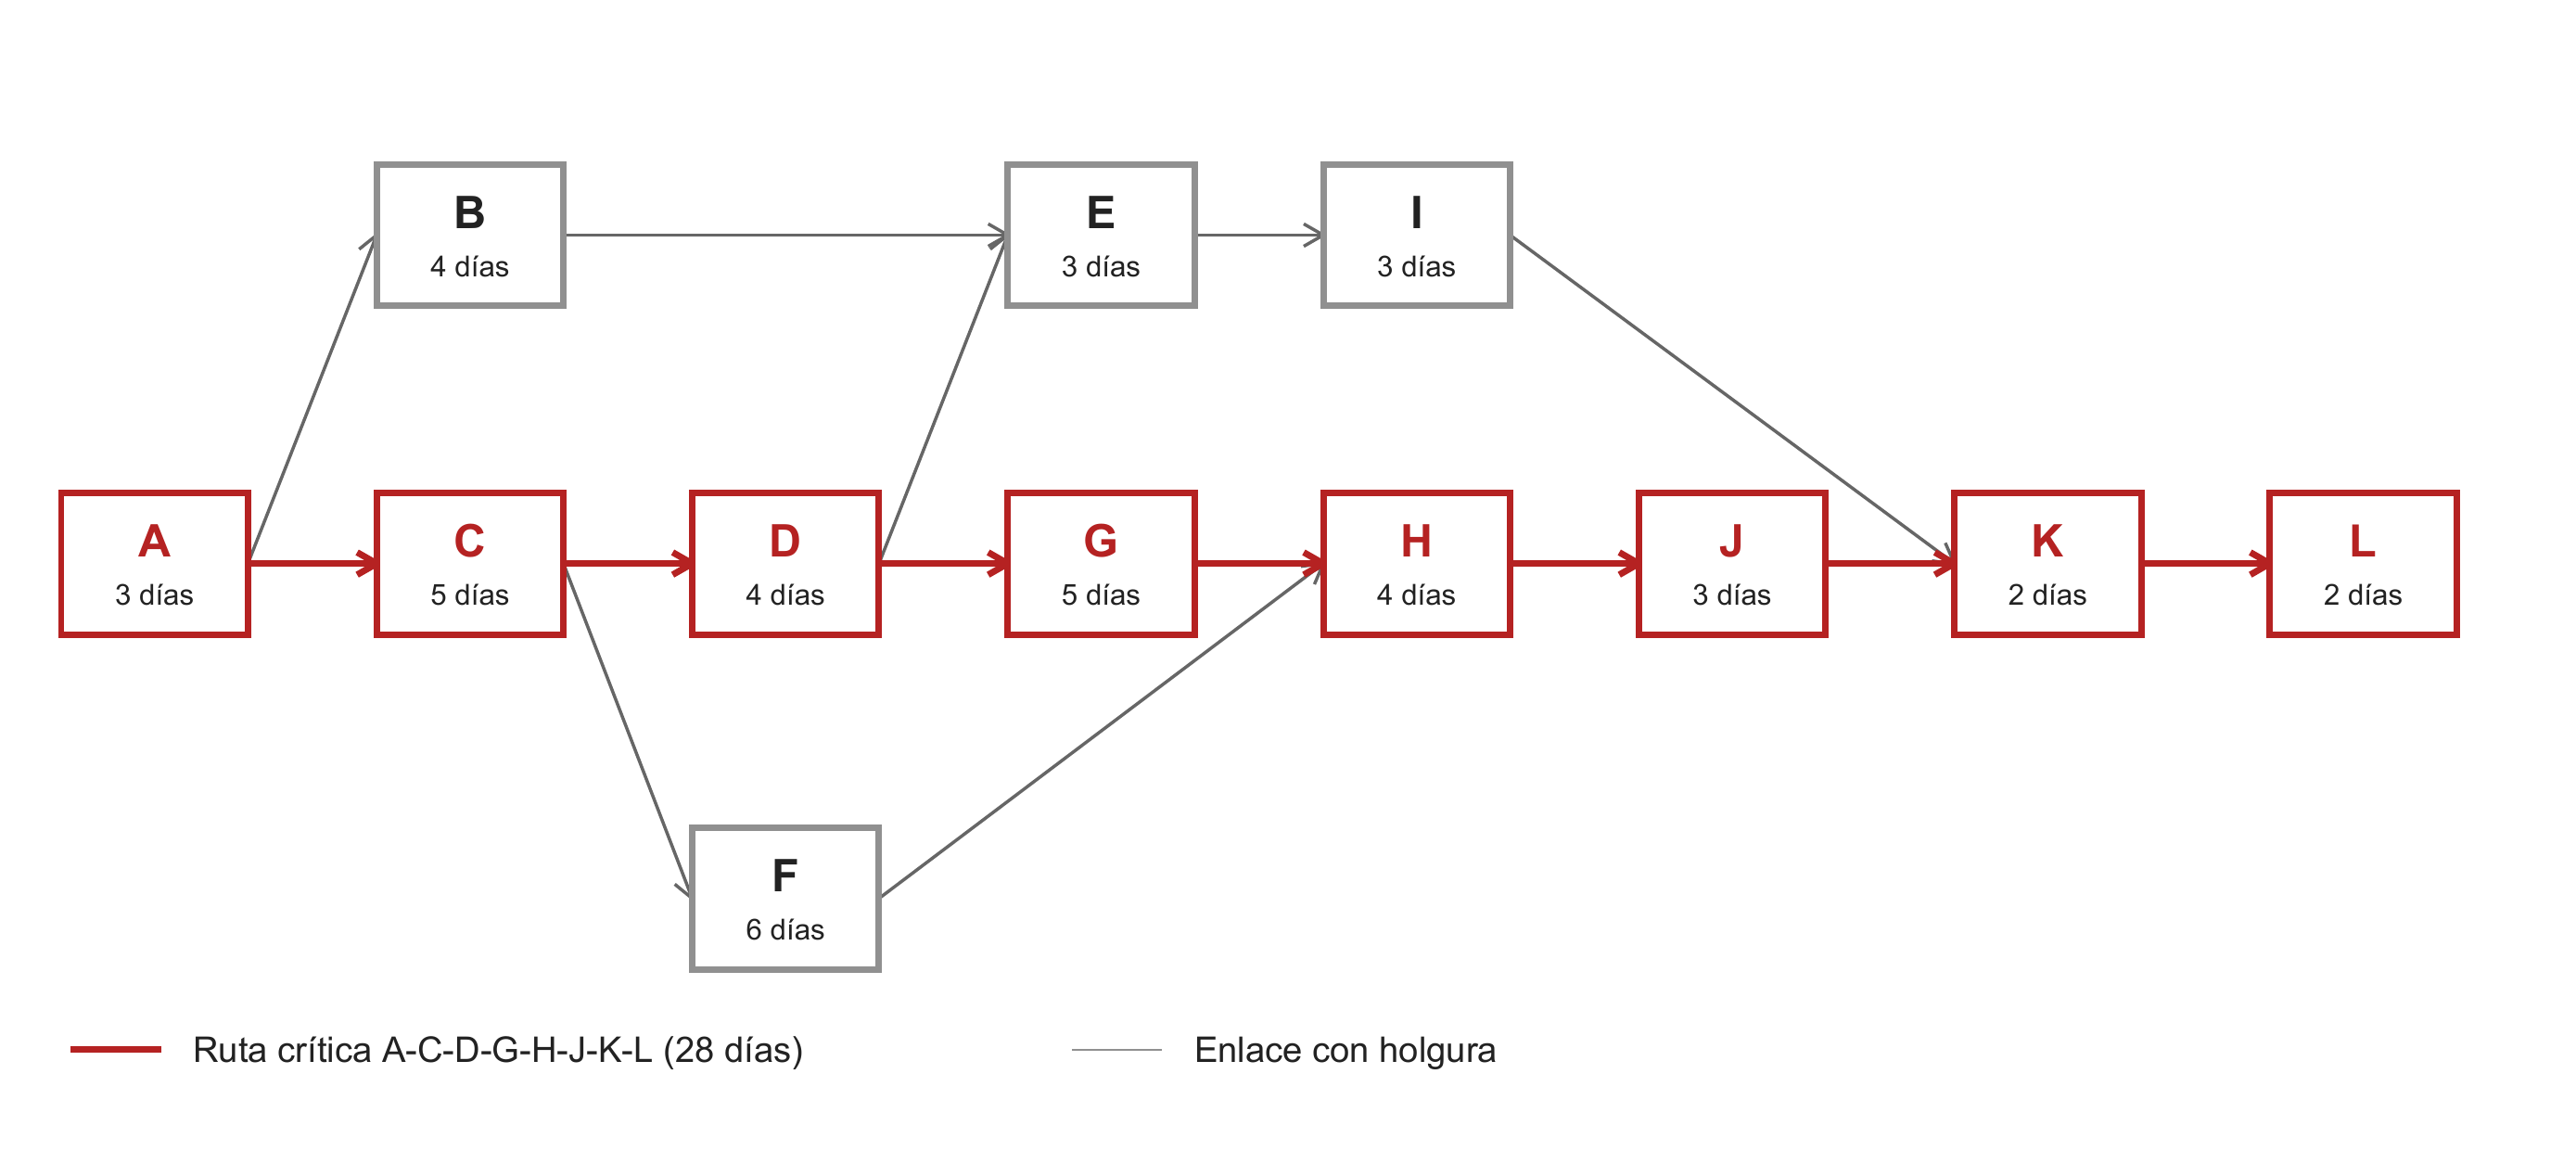 B
4 días
E
3 días
I
3 días
A
3 días
C
5 días
D
4 días
G
5 días
H
4 días
J
3 días
K
2 días
L
2 días
F
6 días
Ruta crítica A-C-D-G-H-J-K-L (28 días)
Enlace con holgura